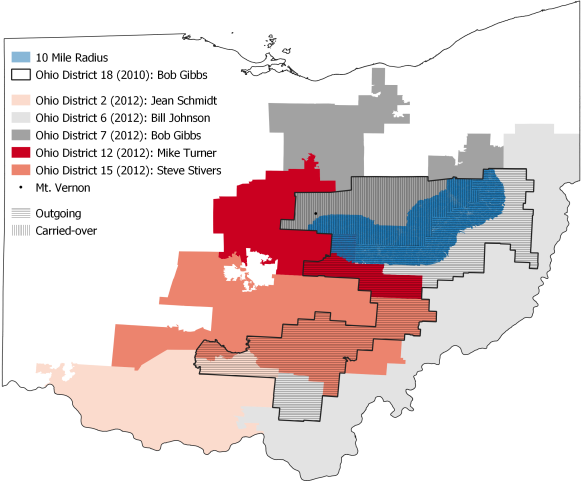 10 Mile Radius
Ohio District 18 (2010): Bob Gibbs
Ohio District 2 (2012): Jean Schmidt
Ohio District 6 (2012): Bill Johnson
Ohio District 7 (2012): Bob Gibbs
Ohio District 12 (2012): Mike Turner
Ohio District 15 (2012): Steve Stivers
Mt. Vernon
Outgoing
Carried-over